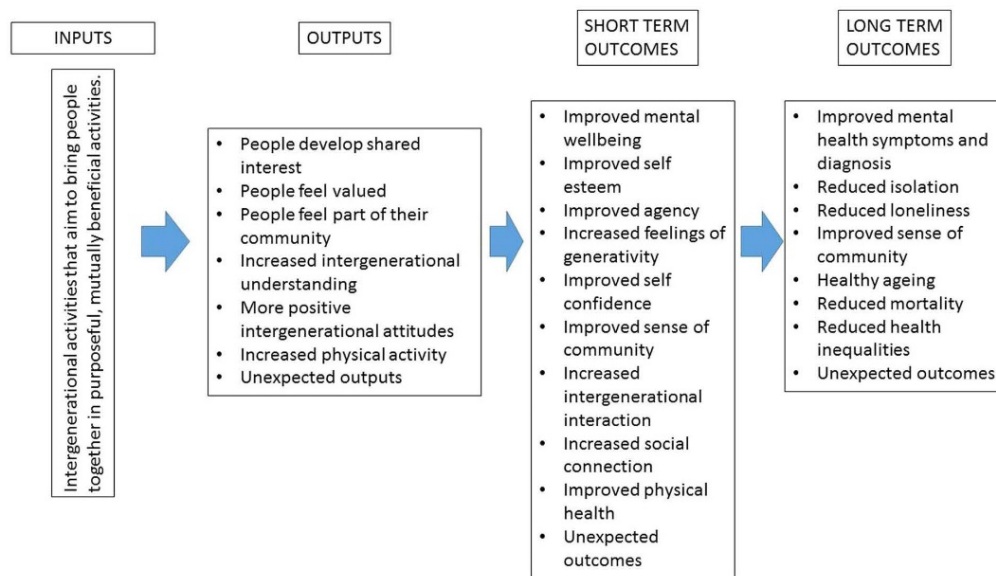 INPUTS
Intergenerational activities that aim to bring people
together in purposeful, mutually beneficial activities.
OUTPUTS
• People develop shared
interest
• People feel valued
• People feel part of their
community
• Increased intergenerational
understanding
• More positive
intergenerational attitudes
• Increased physical activity
• Unexpected outputs
SHORT TERM
OUTCOMES
• Improved mental
wellbeing
• Improved self
esteem
• Improved agency
• Increased feelings of
generativity
• Improved self
confidence
• Improved sense of
community
• Increased
intergenerational
interaction
• Increased social
connection
• Improved physical
health
• Unexpected
outcomes
LONG TERM
OUTCOMES
• Improved mental
health symptoms and
diagnosis
• Reduced isolation
• Reduced loneliness
• Improved sense of
community
• Healthy ageing
• Reduced mortality
• Reduced health
inequalities
• Unexpected outcomes